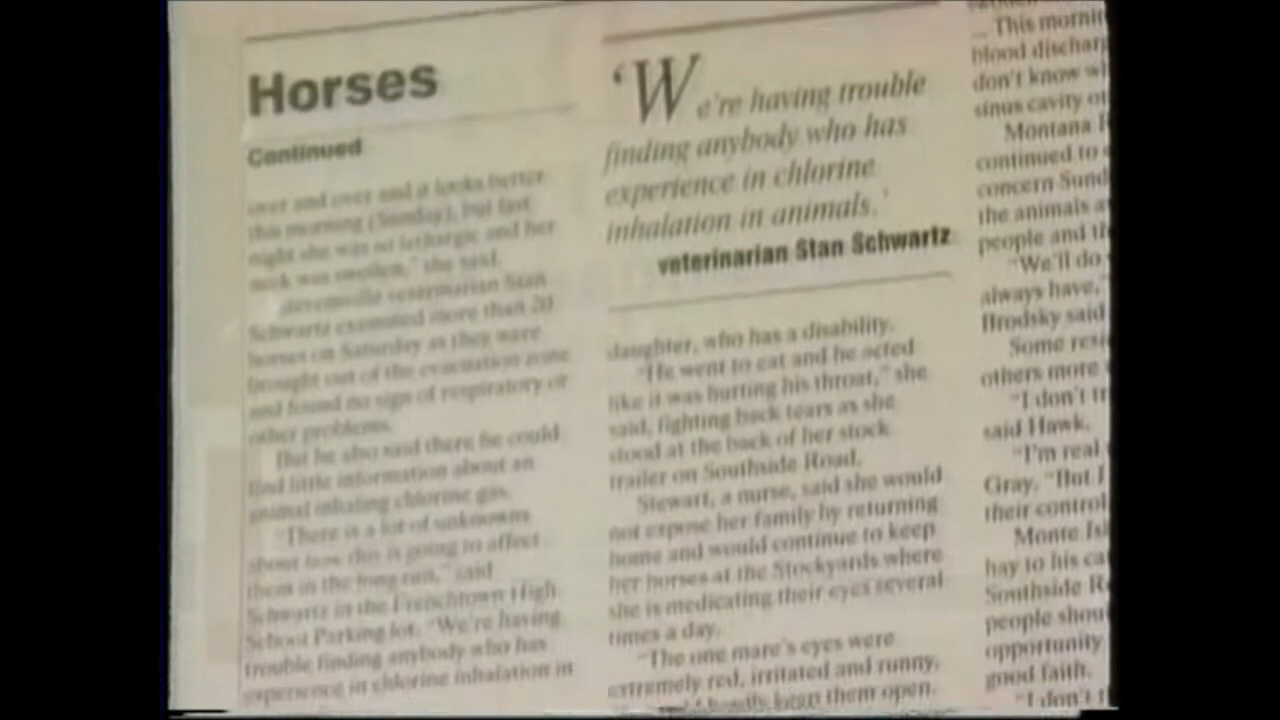 Horses
Continued
over and over and it looks better
this morning (Sunday), but last
night she was so lethargic and her
neck was swollen," she said.
Stevensville veterinarian Stan
Schwartz examined more than 20
horses on Saturday as they were
brought out of the evacuation zone
and found no sign of respiratory or
other problems.
But he also said there he could
find little information about an
animal inhaling chlorine gas.
"There is a lot of unknowns
about how this is going to affect
them in the long run," said
Schwartz in the Frenchtown High
School Parking lot. "We're having
trouble finding anybody who has
experience in chlorine inhalation in
'We're having trouble
finding anybody who has
experience in chlorine
inhalation in animals.'
veterinarian Stan Schwartz
daughter, who has a disability.
"He went to eat and he acted
like it was hurting his throat," she
said, fighting back tears as she
stood at the back of her stock
trailer on Southside Road.
Stewart, a nurse, said she would
not expose her family by returning
home and would continue to keep
her horses at the Stockyards where
she is medicating their eyes several
times a day.
"The one mare's eyes were
extremely red, irritated and runny,
hardly keep them open.
This morni
blood discharg
don't know w
sinus cavity o
Montana
continued to
concern Sund
the animals a
people and th
"We'll do
always have,"
Brodsky said
Some resi
others more
"I don't tr
said Hawk.
"I'm real
Gray. "But I
their control
Monte Isl
hay to his ca
Southside R
people shou
opportunity
good faith.
"I don't t